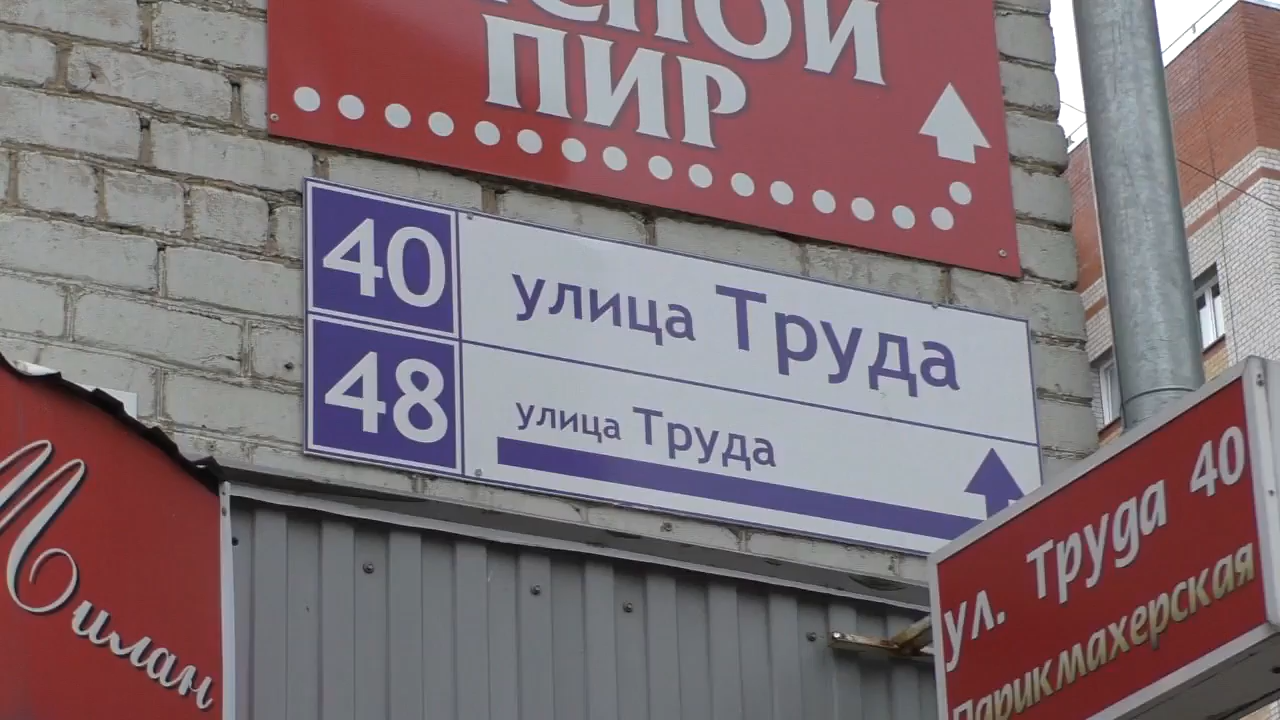 ПИР
40 улица Труда
48 улица Труда
Милан
ул. Труда 40
Парикмахерская